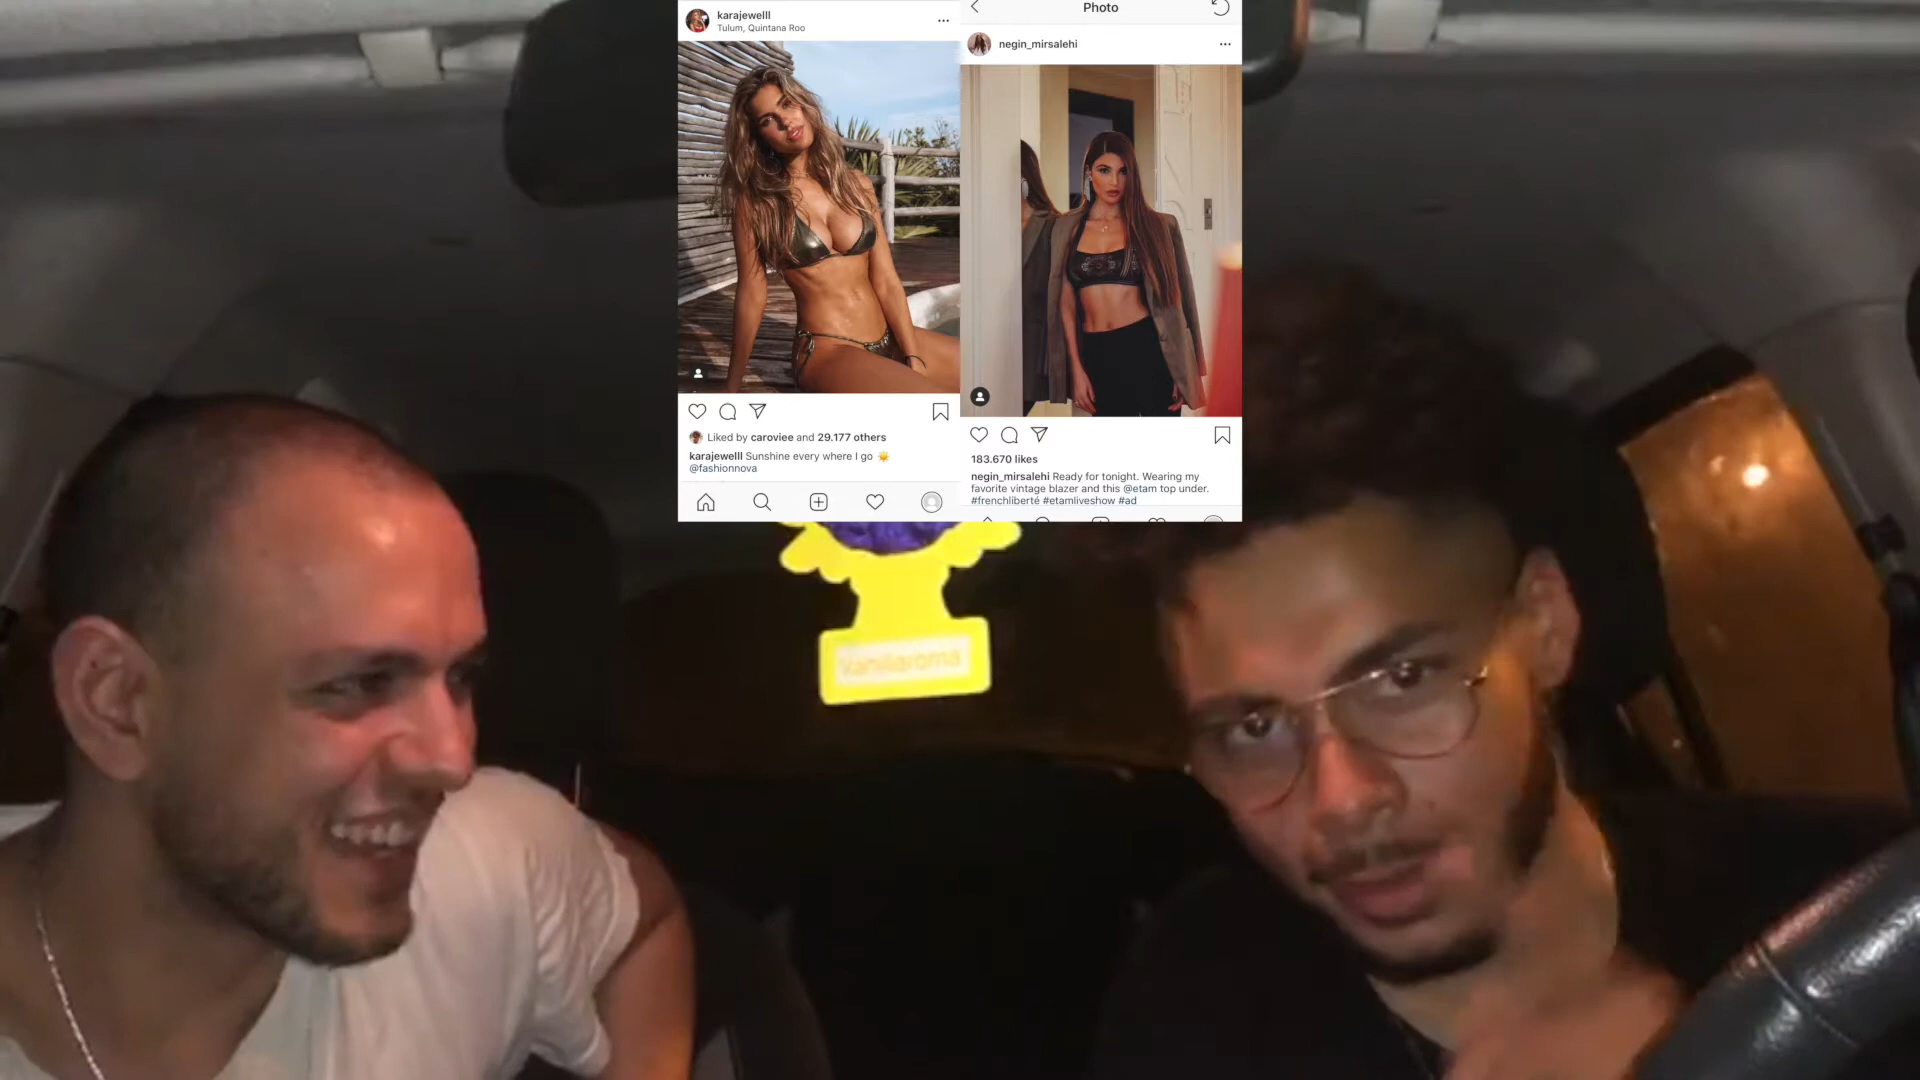 karajewelll
Tulum, Quintana Roo
Liked by caroviee and 29.177 others
karajewelll Sunshine every where I go ☀️
@fashionnova
Photo
negin_mirsalehi
183.670 likes
negin_mirsalehi Ready for tonight. Wearing my
favorite vintage blazer and this @etam top under.
#frenchliberté #etamliveshow #ad
vanillaroma